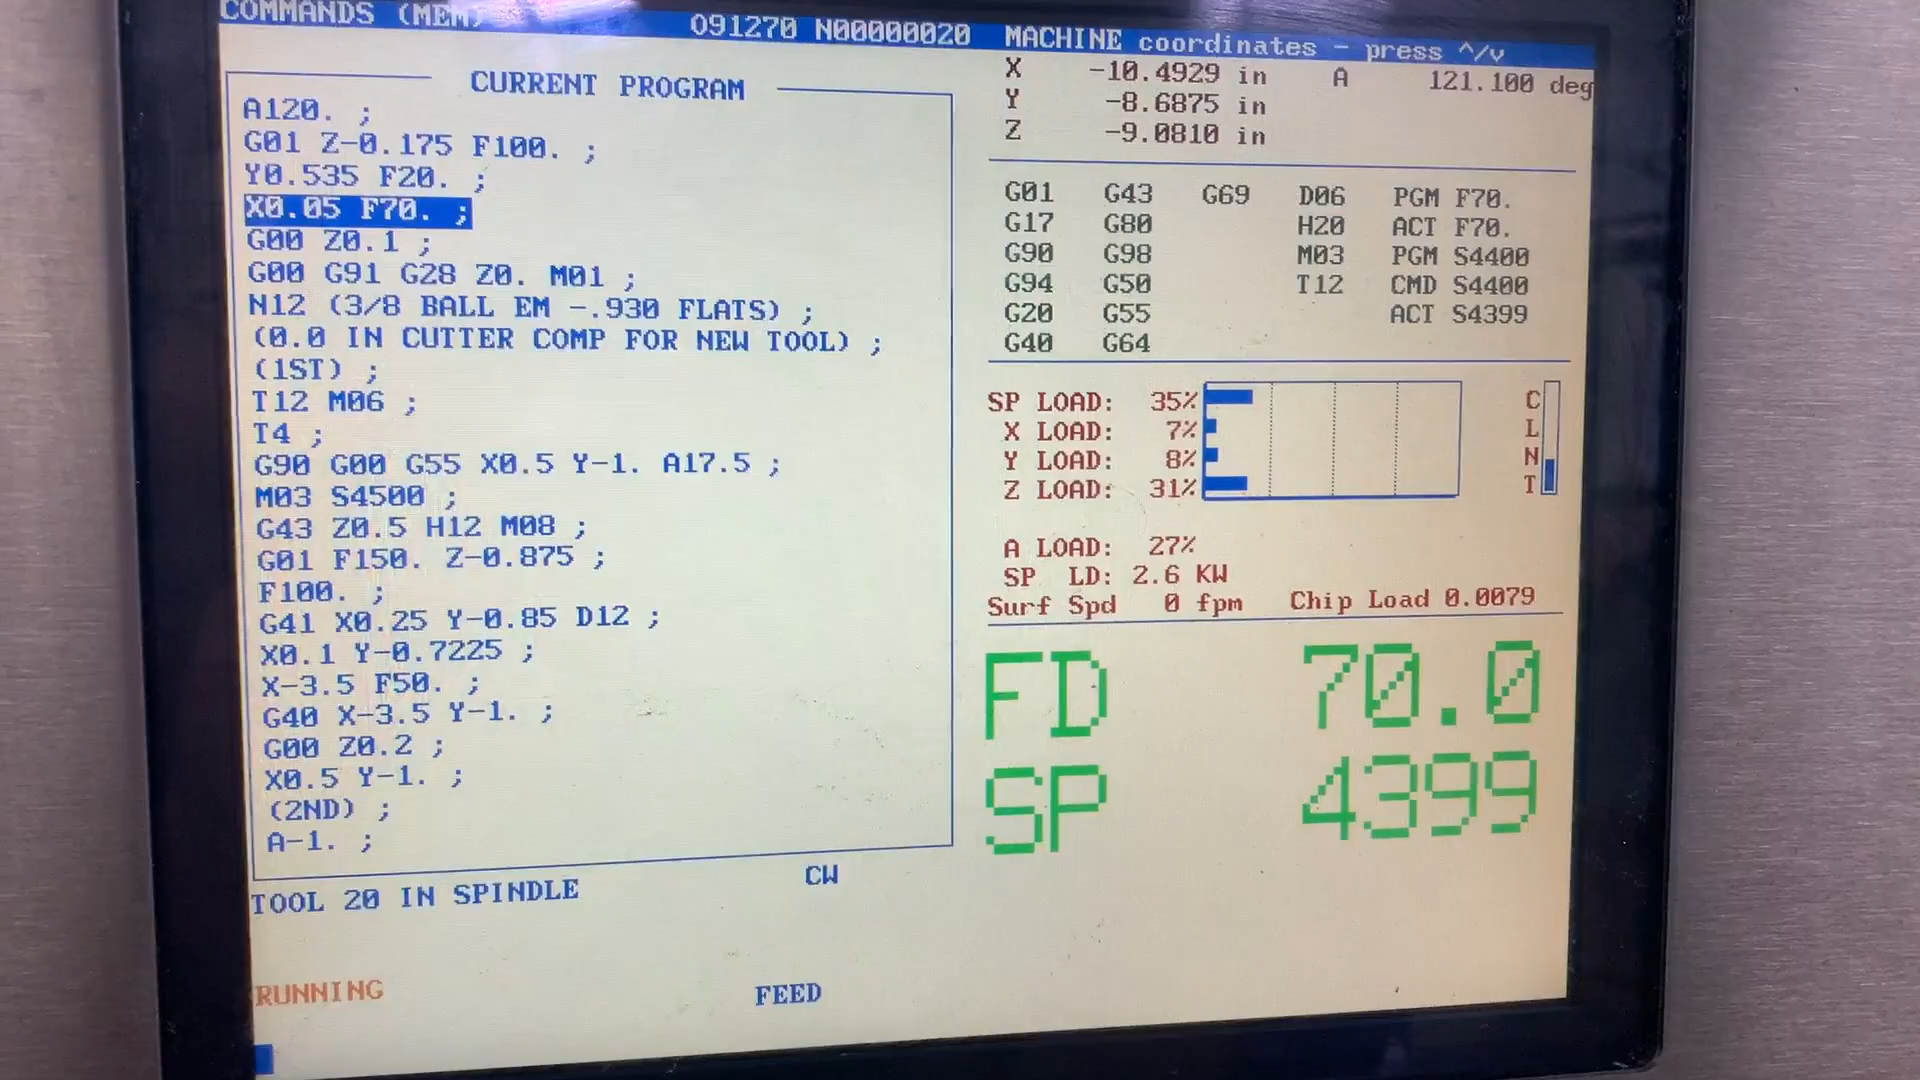 COMMANDS (MEM) O91270 N00000020 MACHINE coordinates - press ^/v
CURRENT PROGRAM
A120. ;
G01 Z-0.175 F100. ;
Y0.535 F20. ;
X0.05 F70. ;
G00 Z0.1 ;
G00 G91 G28 Z0. M01 ;
N12 (3/8 BALL EM -.930 FLATS) ;
(0.0 IN CUTTER COMP FOR NEW TOOL) ;
(1ST) ;
T12 M06 ;
T4 ;
G90 G00 G55 X0.5 Y-1. A17.5 ;
M03 S4500 ;
G43 Z0.5 H12 M08 ;
G01 F150. Z-0.875 ;
F100. ;
G41 X0.25 Y-0.85 D12 ;
X0.1 Y-0.7225 ;
X-3.5 F50. ;
G40 X-3.5 Y-1. ;
G00 Z0.2 ;
X0.5 Y-1. ;
(2ND) ;
A-1. ;
X -10.4929 in A 121.100 deg
Y -8.6875 in
Z -9.0810 in
G01 G43 G69 D06 PGM F70.
G17 G80 H20 ACT F70.
G90 G98 M03 PGM S4400
G94 G50 T12 CMD S4400
G20 G55 ACT S4399
G40 G64
SP LOAD: 35%
X LOAD: 7%
Y LOAD: 8%
Z LOAD: 31%
CLNT
A LOAD: 27%
SP LD: 2.6 KW
Surf Spd 0 fpm Chip Load 0.0079
FD 70.0
SP 4399
TOOL 20 IN SPINDLE CW
RUNNING FEED